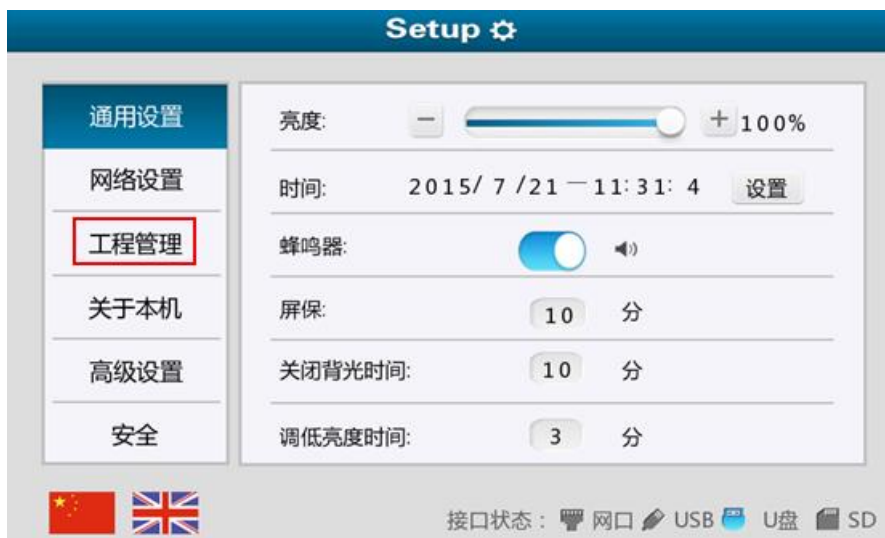 Setup
通用设置
网络设置
工程管理
关于本机
高级设置
安全
亮度: − + 100%
时间: 2015/ 7 /21 — 11: 31: 4 设置
蜂鸣器:
屏保: 10 分
关闭背光时间: 10 分
调低亮度时间: 3 分
接口状态： 网口 USB U盘 SD